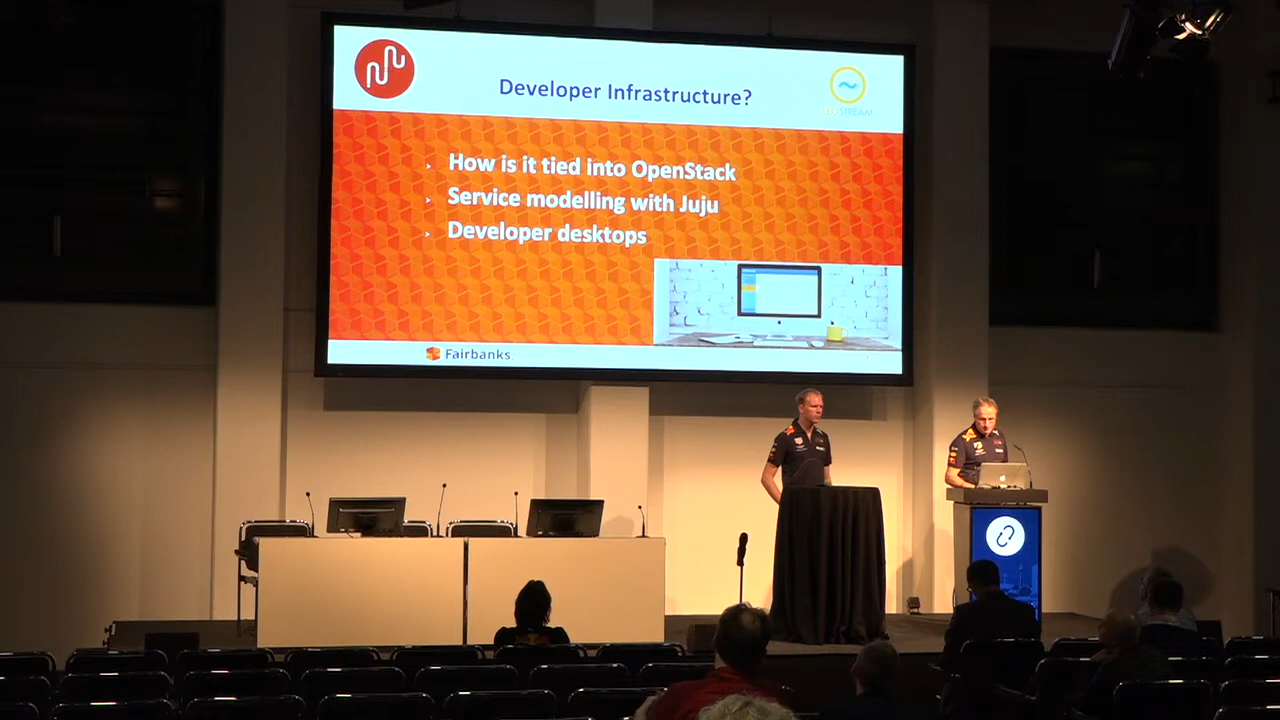 Developer Infrastructure?
How is it tied into OpenStack
Service modelling with Juju
Developer desktops
Fairbanks